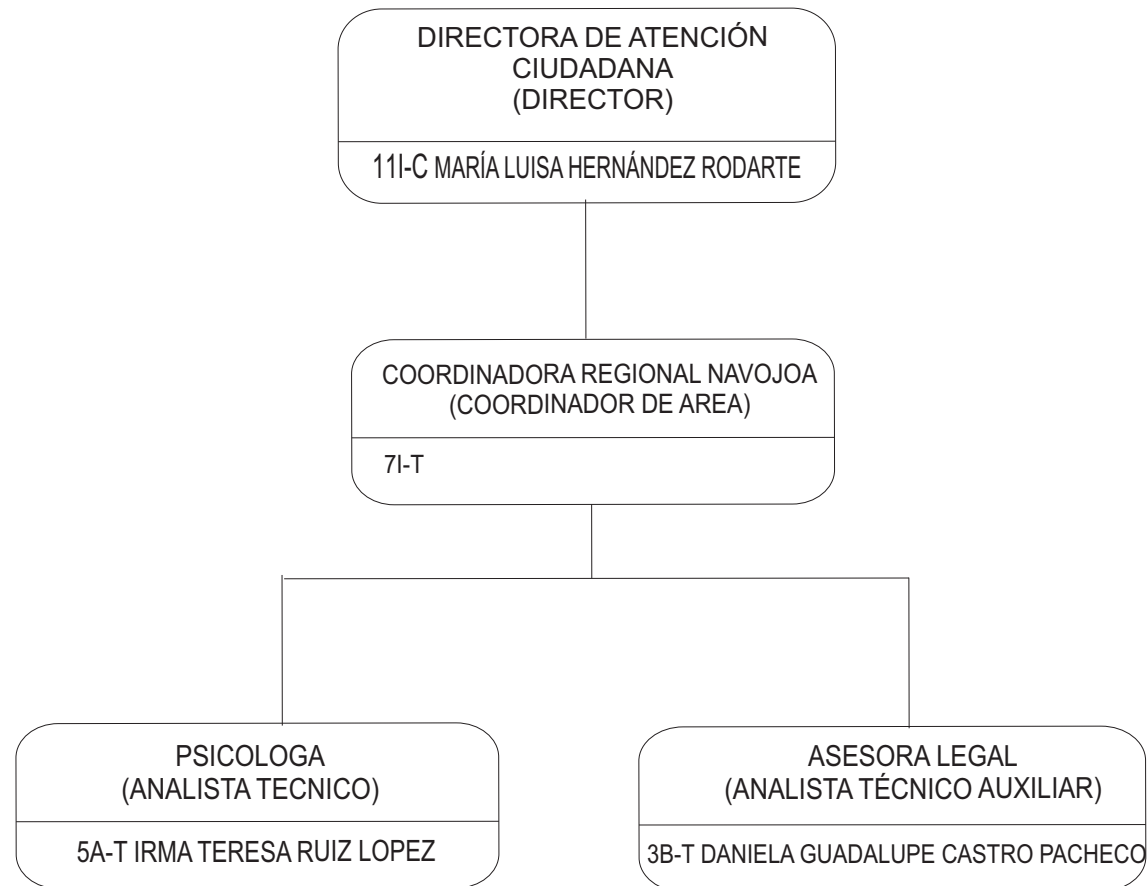 DIRECTORA DE ATENCIÓN
CIUDADANA
(DIRECTOR)
11I-C MARÍA LUISA HERNÁNDEZ RODARTE
COORDINADORA REGIONAL NAVOJOA
(COORDINADOR DE AREA)
7I-T
PSICOLOGA
(ANALISTA TECNICO)
5A-T IRMA TERESA RUIZ LOPEZ
ASESORA LEGAL
(ANALISTA TÉCNICO AUXILIAR)
3B-T DANIELA GUADALUPE CASTRO PACHECO